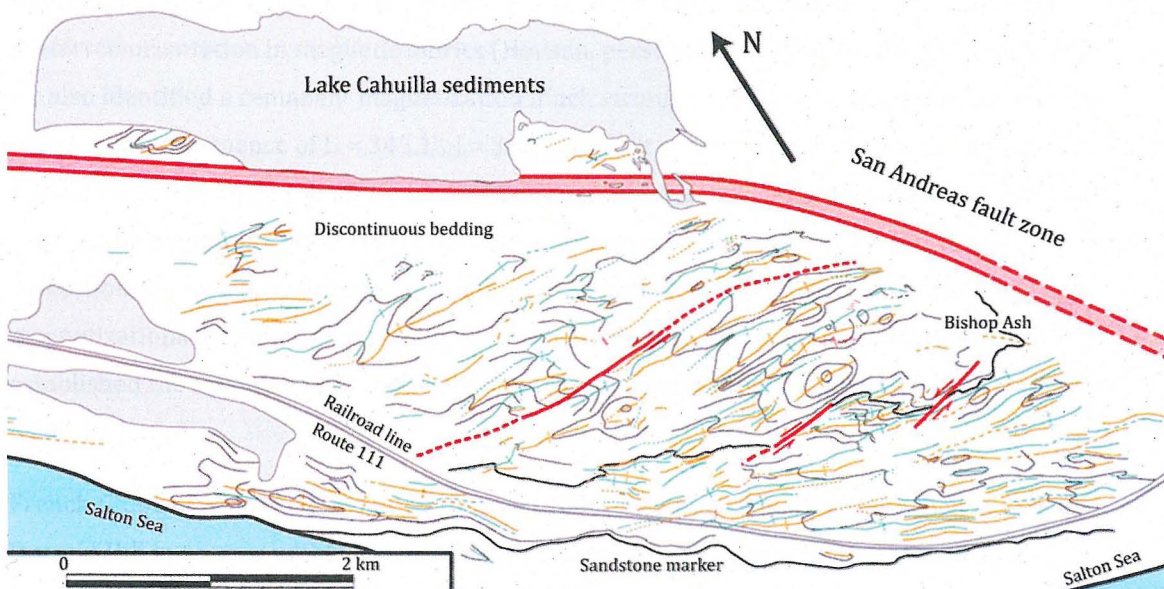 Lake Cahuilla sediments
N
San Andreas fault zone
Discontinuous bedding
Bishop Ash
Railroad line
Route 111
Salton Sea
Sandstone marker
Salton Sea
0
2 km